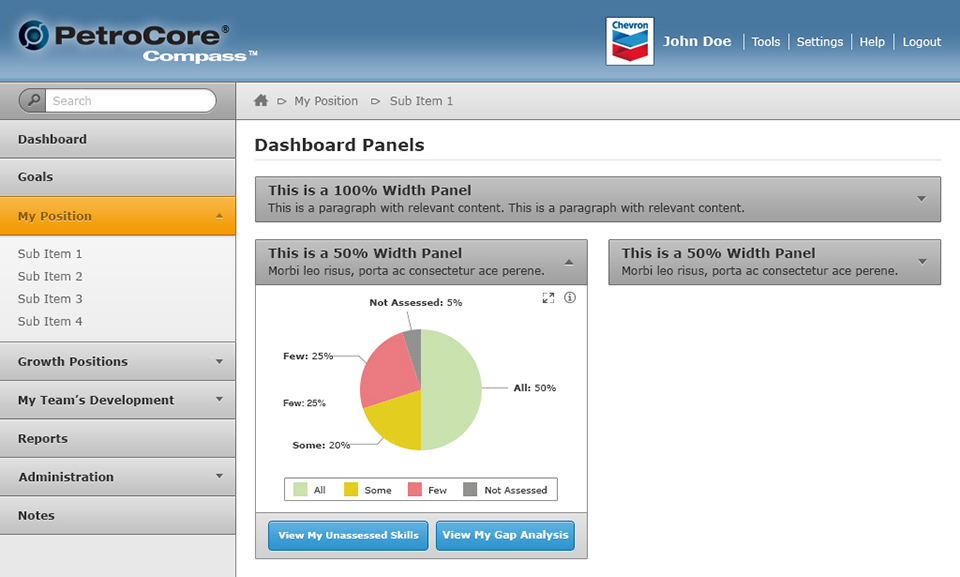 PetroCore®
Compass™
Chevron
John Doe
Tools
Settings
Help
Logout
Search
My Position
Sub Item 1
Dashboard
Goals
My Position
Sub Item 1
Sub Item 2
Sub Item 3
Sub Item 4
Growth Positions
My Team’s Development
Reports
Administration
Notes
Dashboard Panels
This is a 100% Width Panel
This is a paragraph with relevant content. This is a paragraph with relevant content.
This is a 50% Width Panel
Morbi leo risus, porta ac consectetur ace perene.
Not Assessed: 5%
Few: 25%
All: 50%
Few: 25%
Some: 20%
All Some Few Not Assessed
View My Unassessed Skills
View My Gap Analysis
This is a 50% Width Panel
Morbi leo risus, porta ac consectetur ace perene.